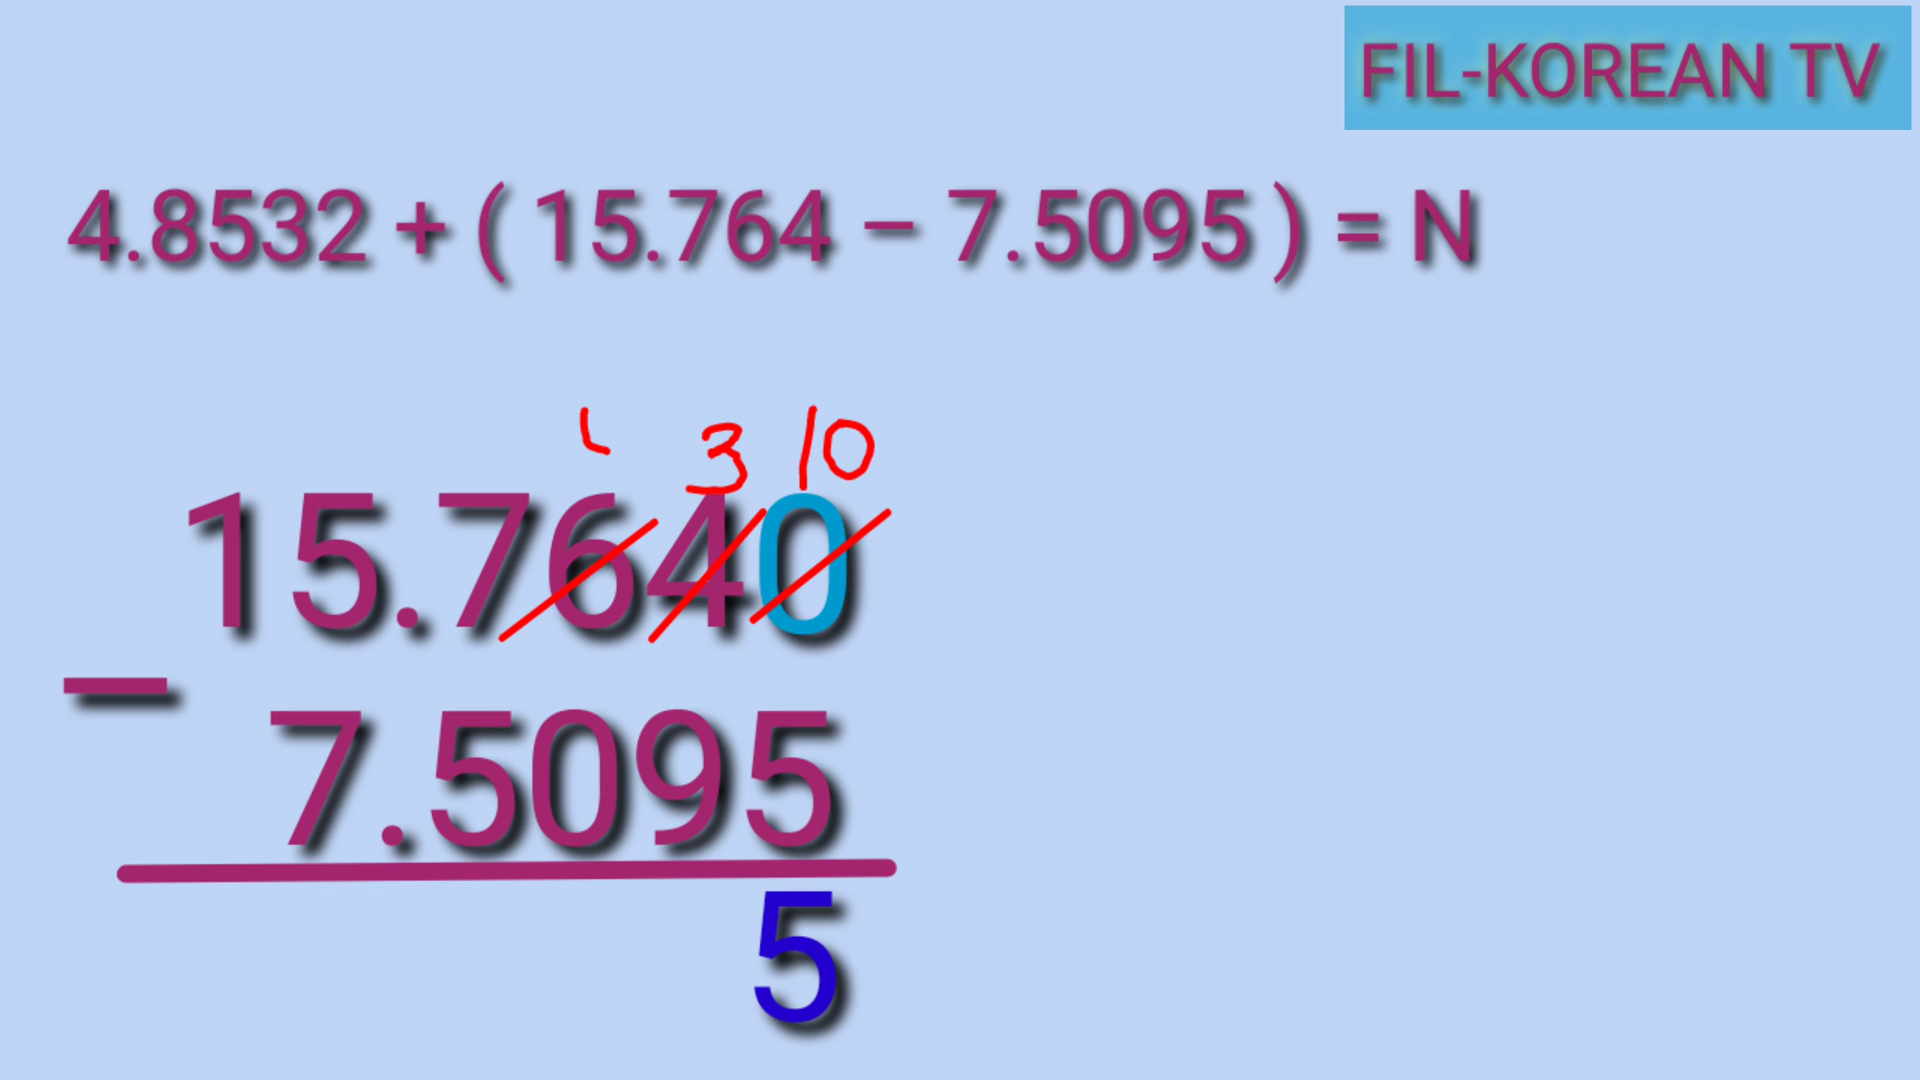 FIL-KOREAN TV
4.8532 + ( 15.764 – 7.5095 ) = N
3 10
15.7640
– 7.5095
5